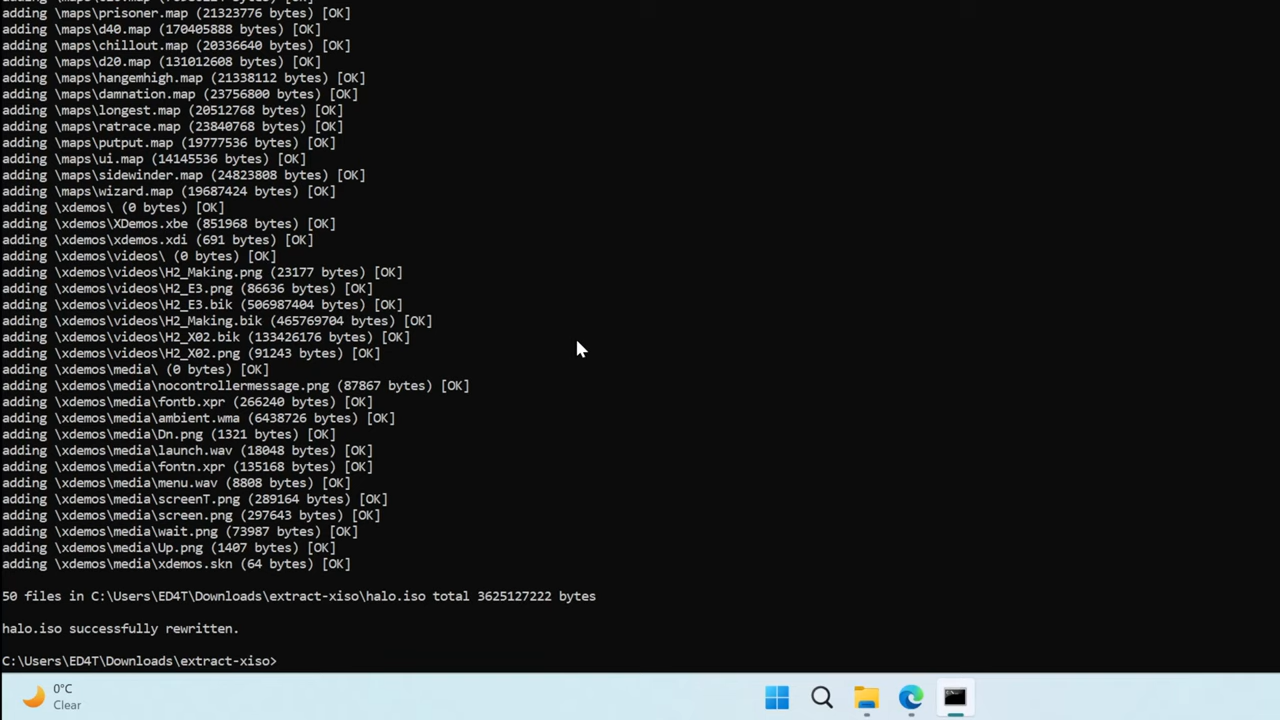 adding \maps\prisoner.map (21323776 bytes) [OK]
adding \maps\d40.map (170405888 bytes) [OK]
adding \maps\chillout.map (20336640 bytes) [OK]
adding \maps\d20.map (131012608 bytes) [OK]
adding \maps\hangemhigh.map (21338112 bytes) [OK]
adding \maps\damnation.map (23756800 bytes) [OK]
adding \maps\longest.map (20512768 bytes) [OK]
adding \maps\ratrace.map (23840768 bytes) [OK]
adding \maps\putput.map (19777536 bytes) [OK]
adding \maps\ui.map (14145536 bytes) [OK]
adding \maps\sidewinder.map (24823808 bytes) [OK]
adding \maps\wizard.map (19687424 bytes) [OK]
adding \xdemos\ (0 bytes) [OK]
adding \xdemos\XDemos.xbe (851968 bytes) [OK]
adding \xdemos\xdemos.xdi (691 bytes) [OK]
adding \xdemos\videos\ (0 bytes) [OK]
adding \xdemos\videos\H2_Making.png (23177 bytes) [OK]
adding \xdemos\videos\H2_E3.png (86636 bytes) [OK]
adding \xdemos\videos\H2_E3.bik (506987404 bytes) [OK]
adding \xdemos\videos\H2_Making.bik (465769704 bytes) [OK]
adding \xdemos\videos\H2_X02.bik (133426176 bytes) [OK]
adding \xdemos\videos\H2_X02.png (91243 bytes) [OK]
adding \xdemos\media\ (0 bytes) [OK]
adding \xdemos\media\nocontrollermessage.png (87867 bytes) [OK]
adding \xdemos\media\fontb.xpr (266240 bytes) [OK]
adding \xdemos\media\ambient.wma (6438726 bytes) [OK]
adding \xdemos\media\Dn.png (1321 bytes) [OK]
adding \xdemos\media\launch.wav (18048 bytes) [OK]
adding \xdemos\media\fontn.xpr (135168 bytes) [OK]
adding \xdemos\media\menu.wav (8808 bytes) [OK]
adding \xdemos\media\screenT.png (289164 bytes) [OK]
adding \xdemos\media\screen.png (297643 bytes) [OK]
adding \xdemos\media\wait.png (73987 bytes) [OK]
adding \xdemos\media\Up.png (1407 bytes) [OK]
adding \xdemos\media\xdemos.skn (64 bytes) [OK]
50 files in C:\Users\ED4T\Downloads\extract-xiso\halo.iso total 3625127222 bytes
halo.iso successfully rewritten.
C:\Users\ED4T\Downloads\extract-xiso>
0°C
Clear